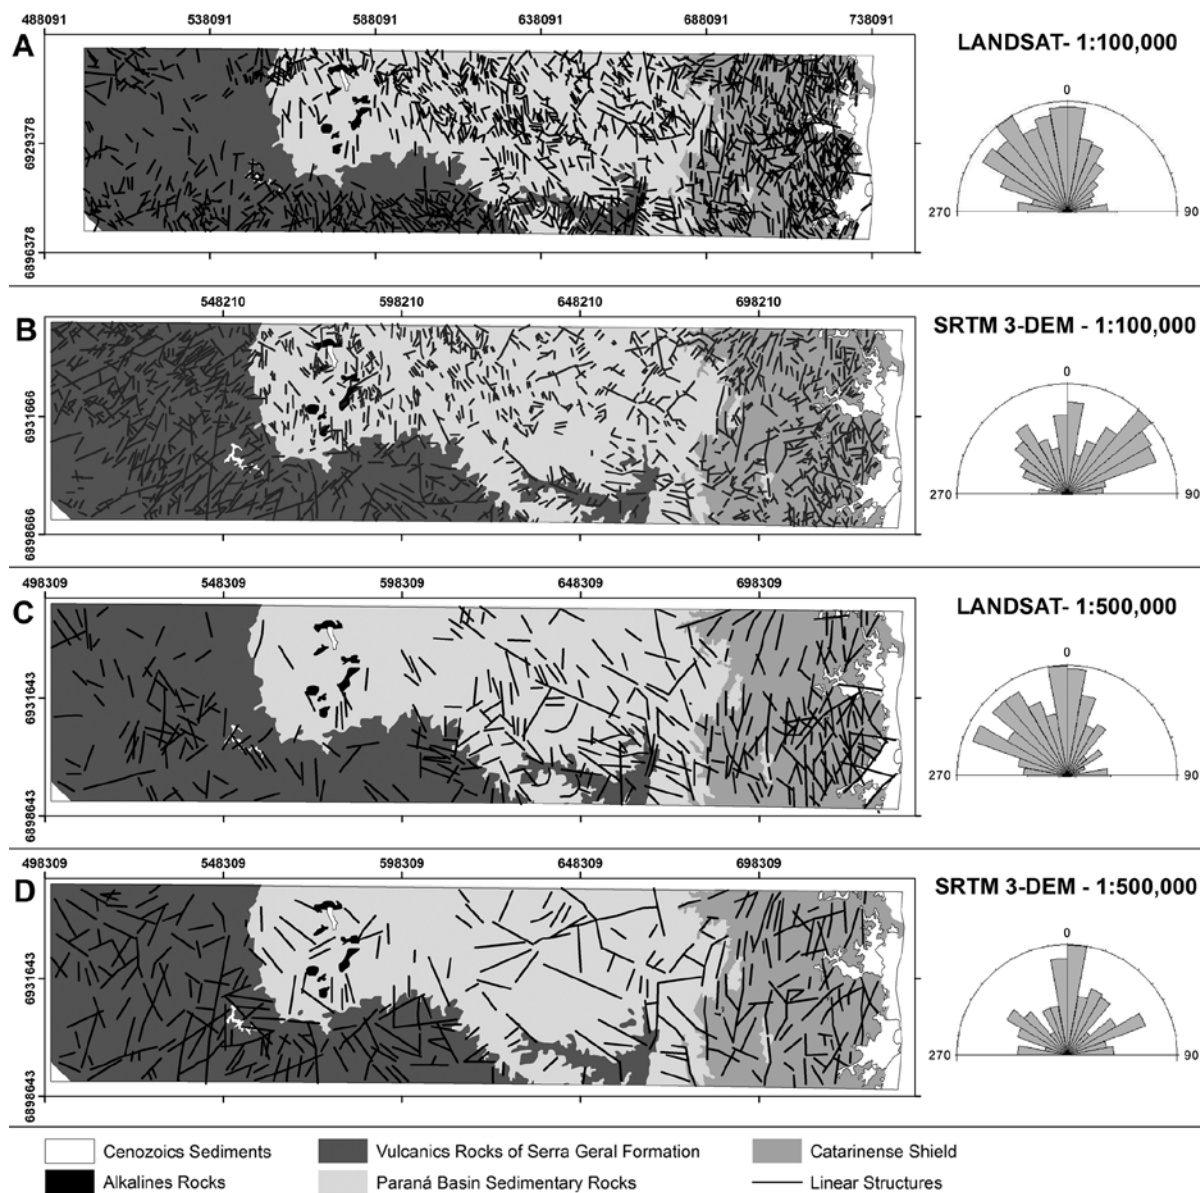 488091 538091 588091 638091 688091 738091
A
6929378
6896378
LANDSAT- 1:100,000
0
270 90
548210 598210 648210 698210
B
6931666
6898666
SRTM 3-DEM - 1:100,000
0
270 90
498309 548309 598309 648309 698309
C
6931643
6898643
LANDSAT- 1:500,000
0
270 90
498309 548309 598309 648309 698309
D
6931643
6898643
SRTM 3-DEM - 1:500,000
0
270 90
Cenozoics Sediments Vulcanics Rocks of Serra Geral Formation Catarinense Shield
Alkalines Rocks Paraná Basin Sedimentary Rocks Linear Structures